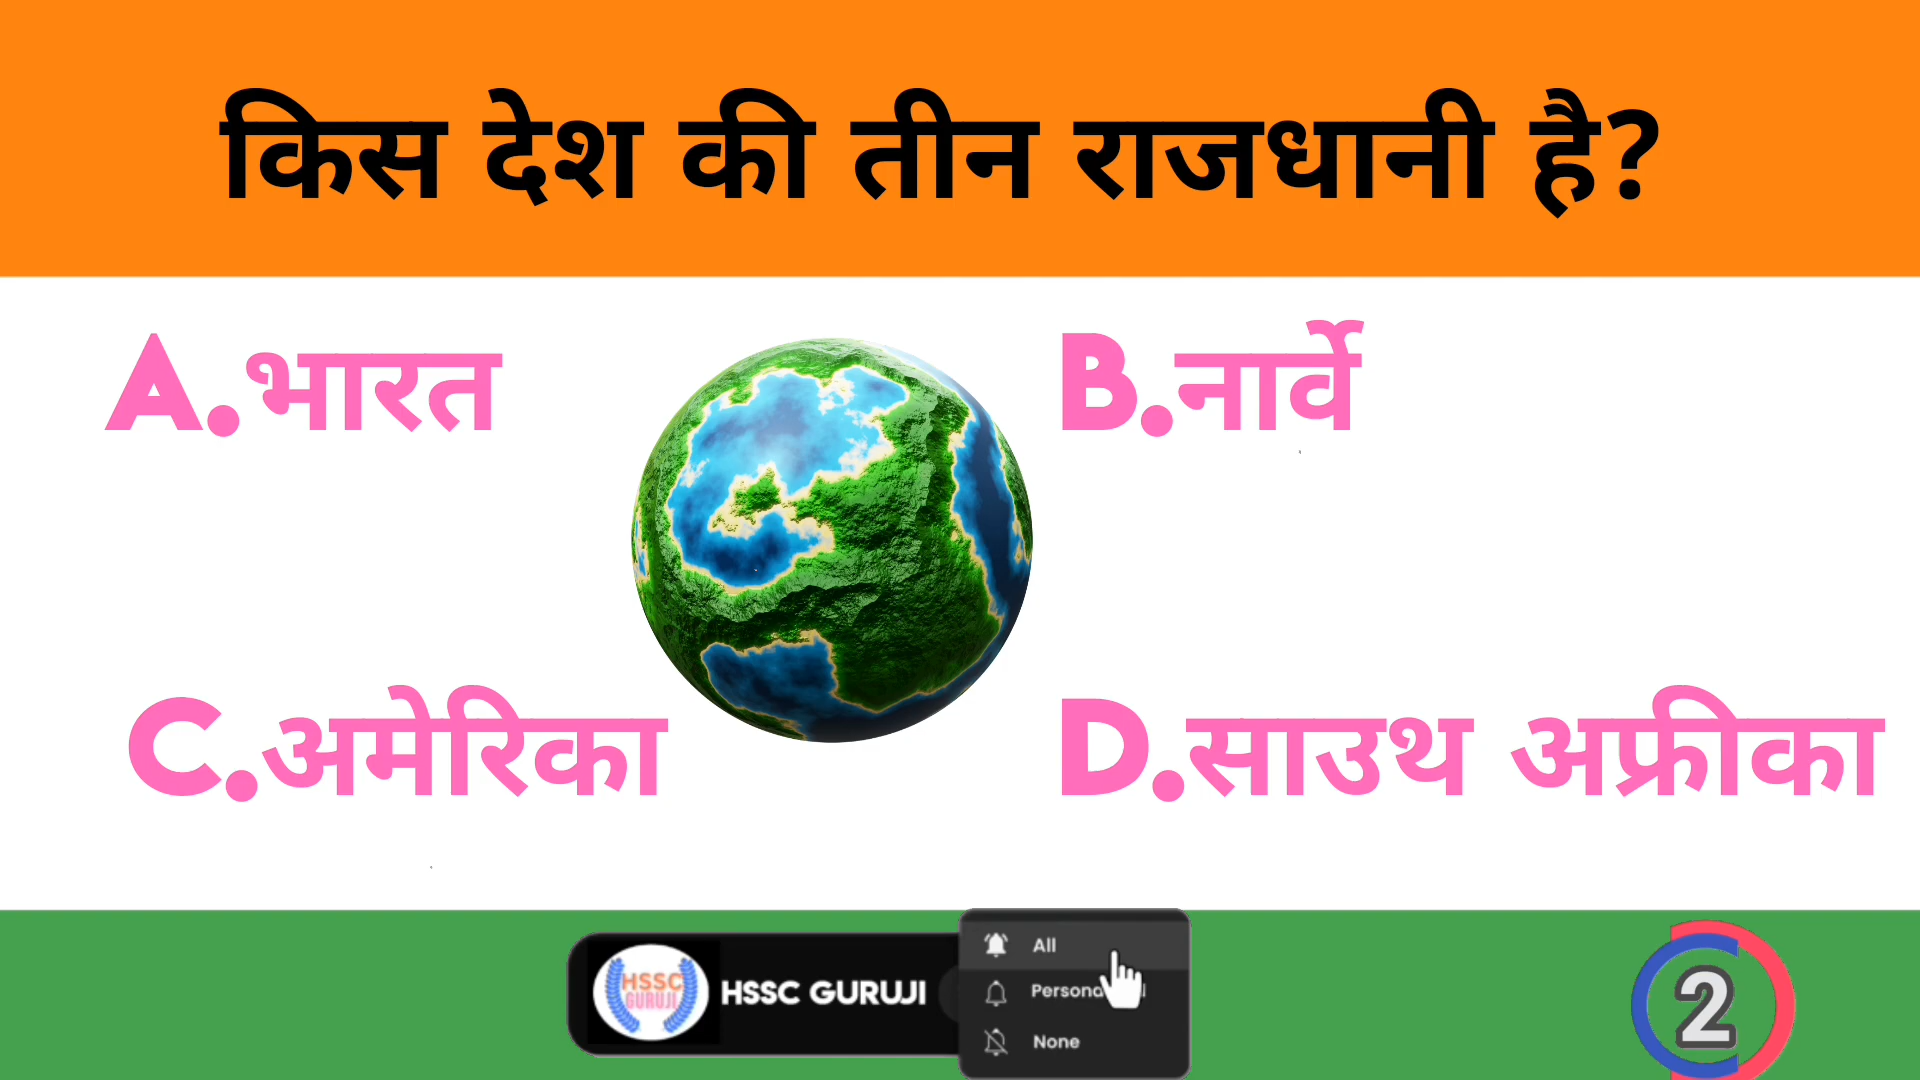 किस देश की तीन राजधानी है?
A.भारत
B.नार्वे
C.अमेरिका
D.साउथ अफ्रीका
HSSC GURUJI
HSSC GURUJI
All
None
2